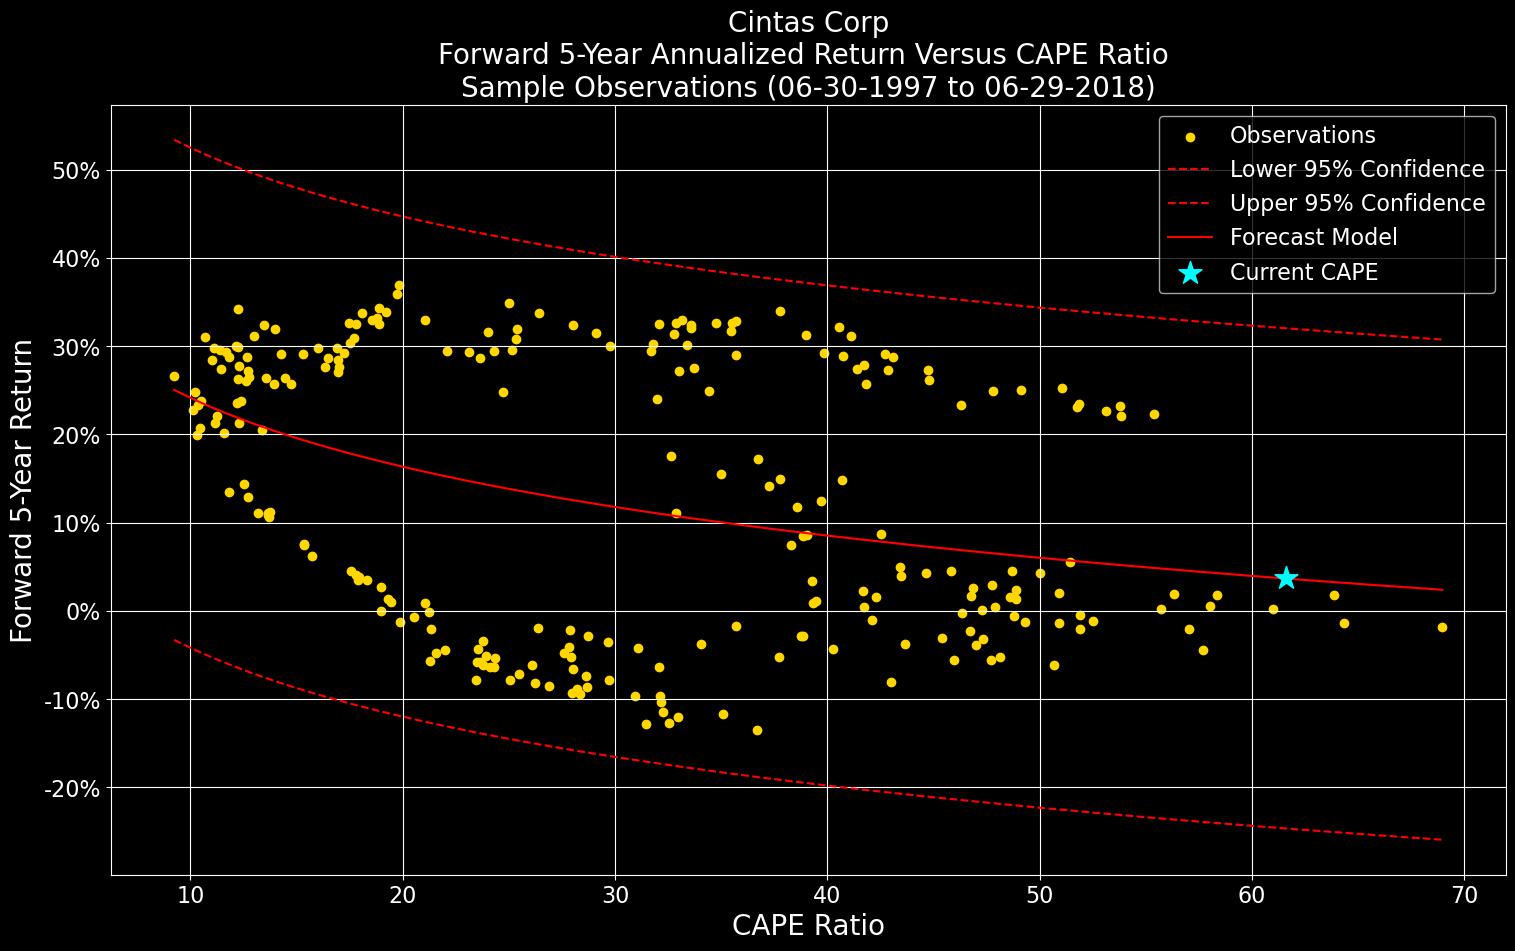 Cintas Corp
Forward 5-Year Annualized Return Versus CAPE Ratio
Sample Observations (06-30-1997 to 06-29-2018)
Observations
Lower 95% Confidence
Upper 95% Confidence
Forecast Model
Current CAPE
Forward 5-Year Return
50%
40%
30%
20%
10%
0%
-10%
-20%
10 20 30 40 50 60 70
CAPE Ratio